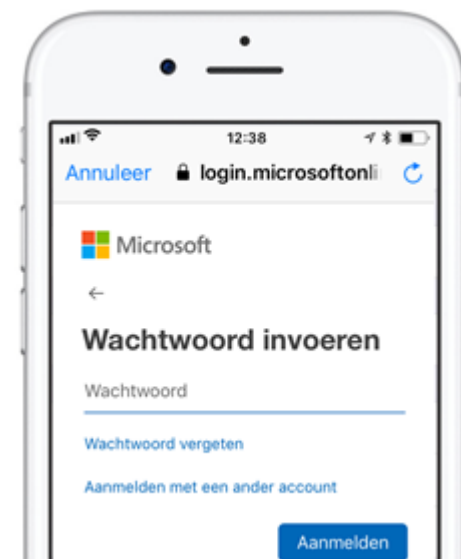 12:38
Annuleer login.microsoftonli
Microsoft
Wachtwoord invoeren
Wachtwoord
Wachtwoord vergeten
Aanmelden met een ander account
Aanmelden